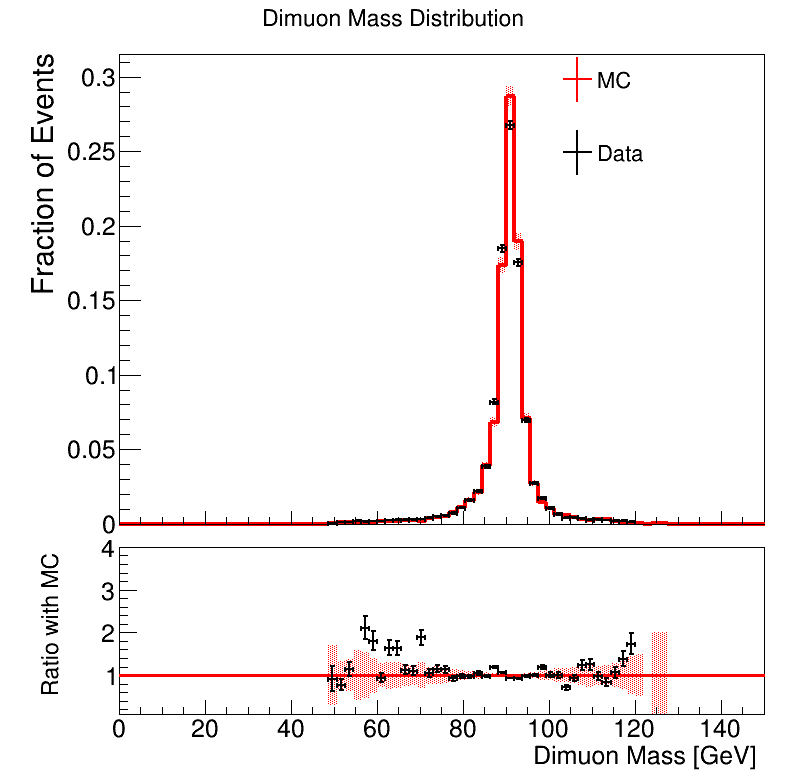 Dimuon Mass Distribution
Fraction of Events
0.3
0.25
0.2
0.15
0.1
0.05
0
MC
Data
Ratio with MC
4
3
2
1
0 20 40 60 80 100 120 140
Dimuon Mass [GeV]